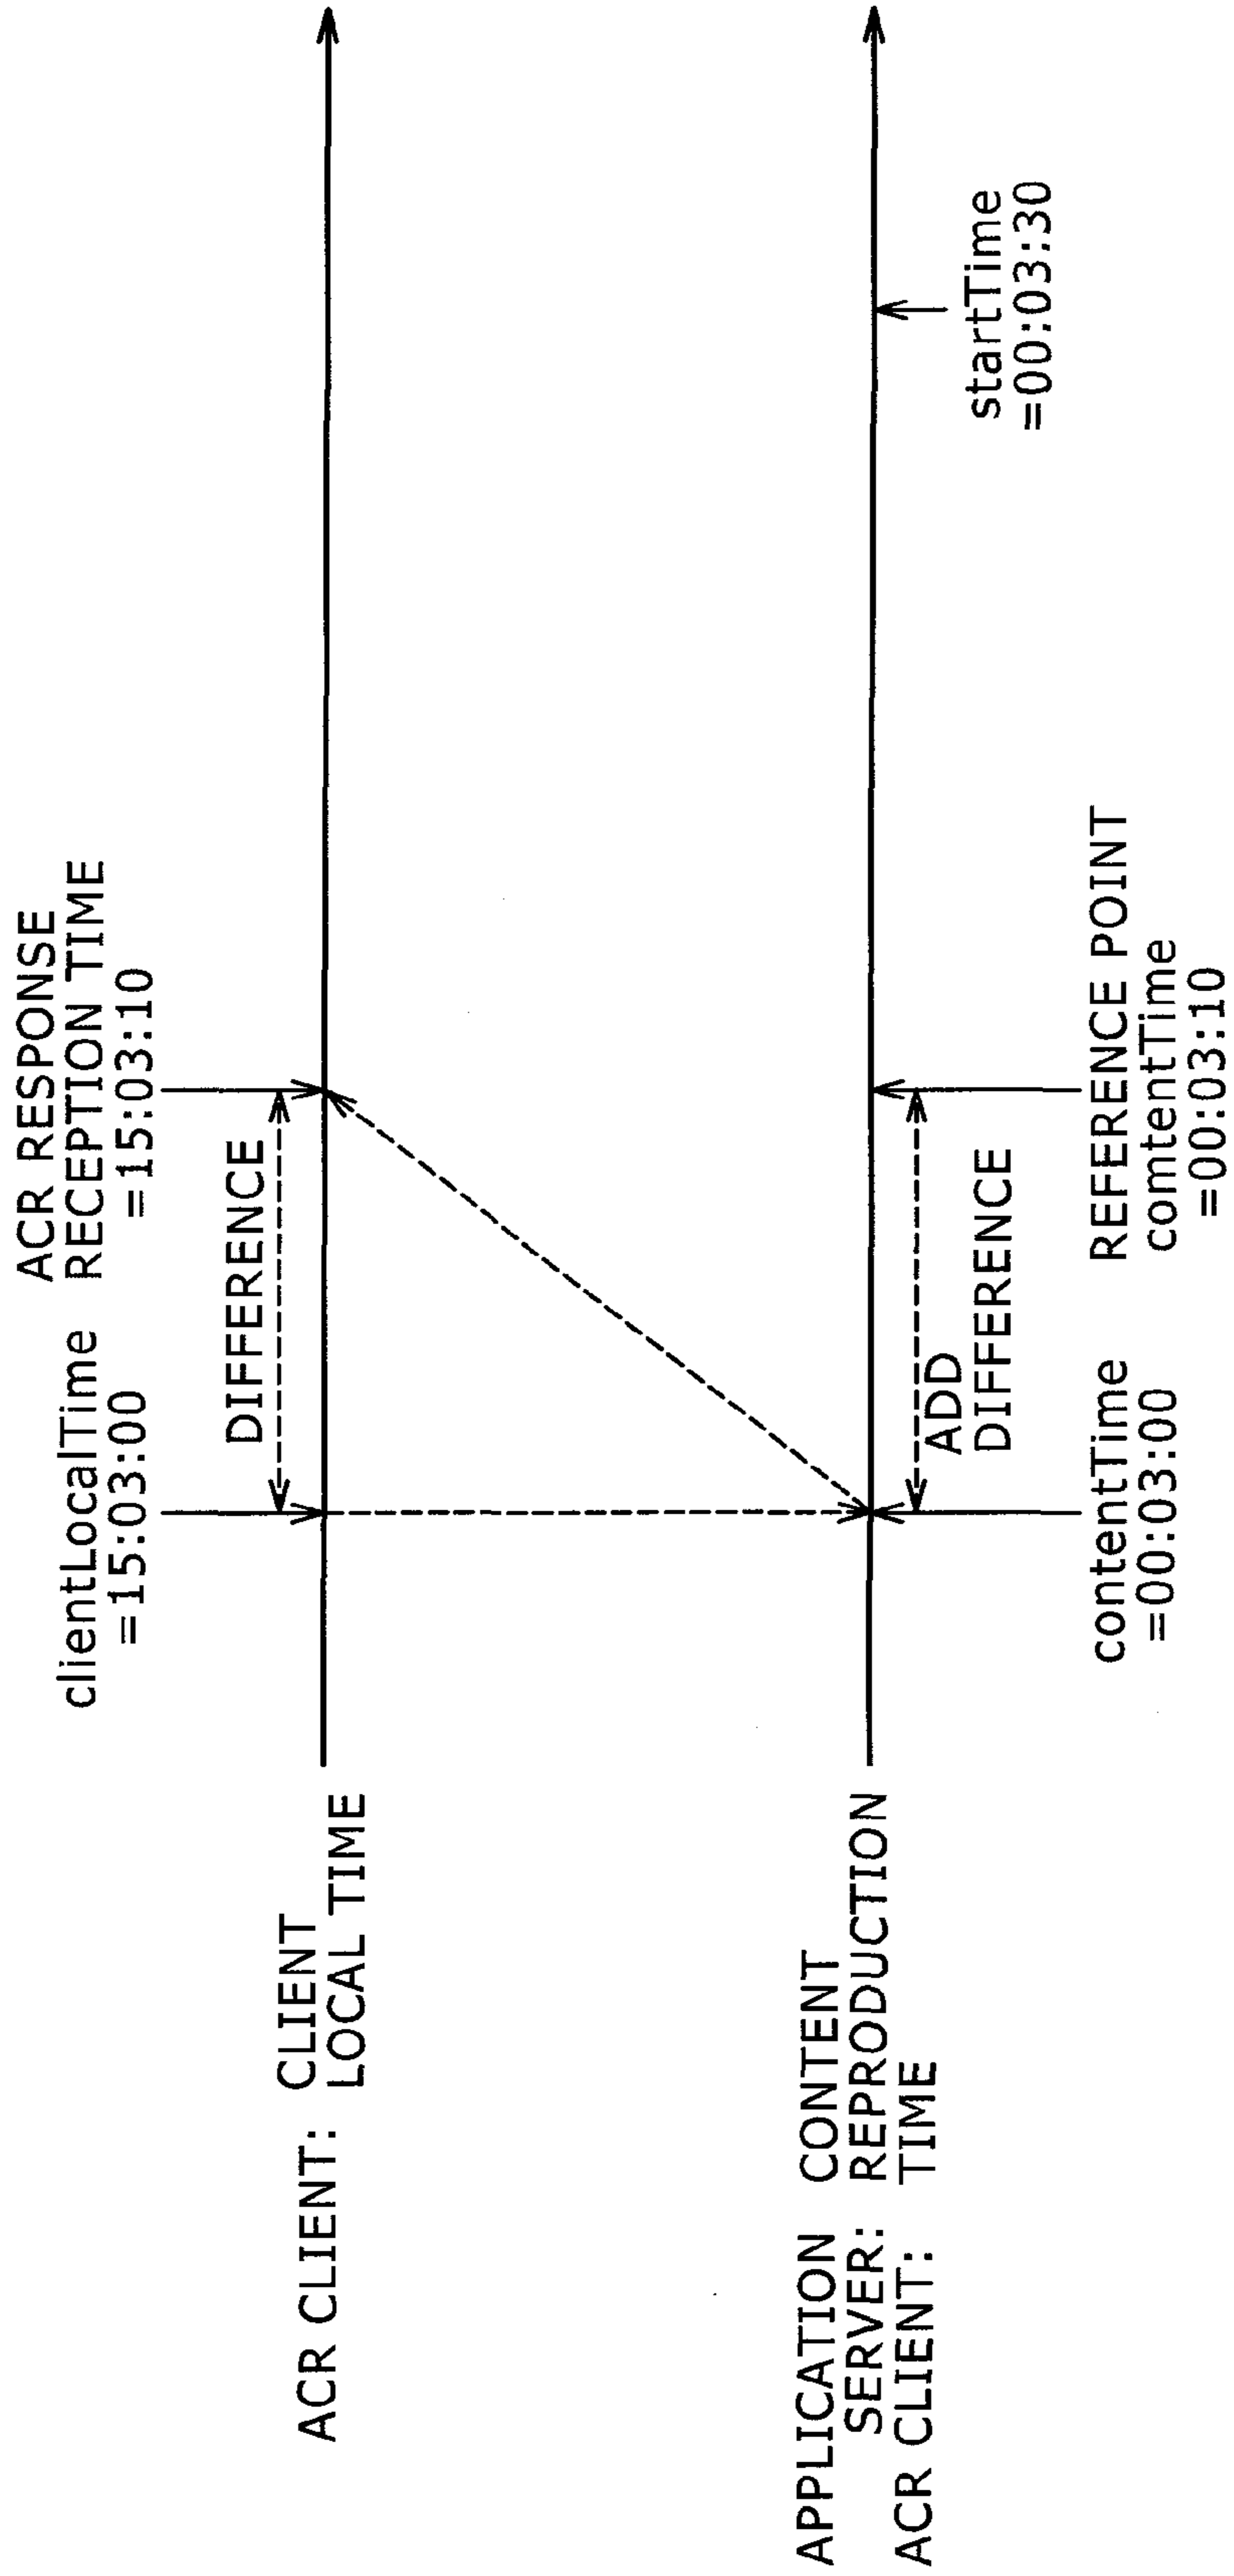 ACR RESPONSE
clientLocalTime RECEPTION TIME
=15:03:00 =15:03:10
DIFFERENCE
ACR CLIENT: CLIENT
LOCAL TIME
APPLICATION CONTENT
SERVER: REPRODUCTION
ACR CLIENT: TIME
ADD
DIFFERENCE
startTime
=00:03:30
contentTime
=00:03:00
REFERENCE POINT
comtentTime
=00:03:10